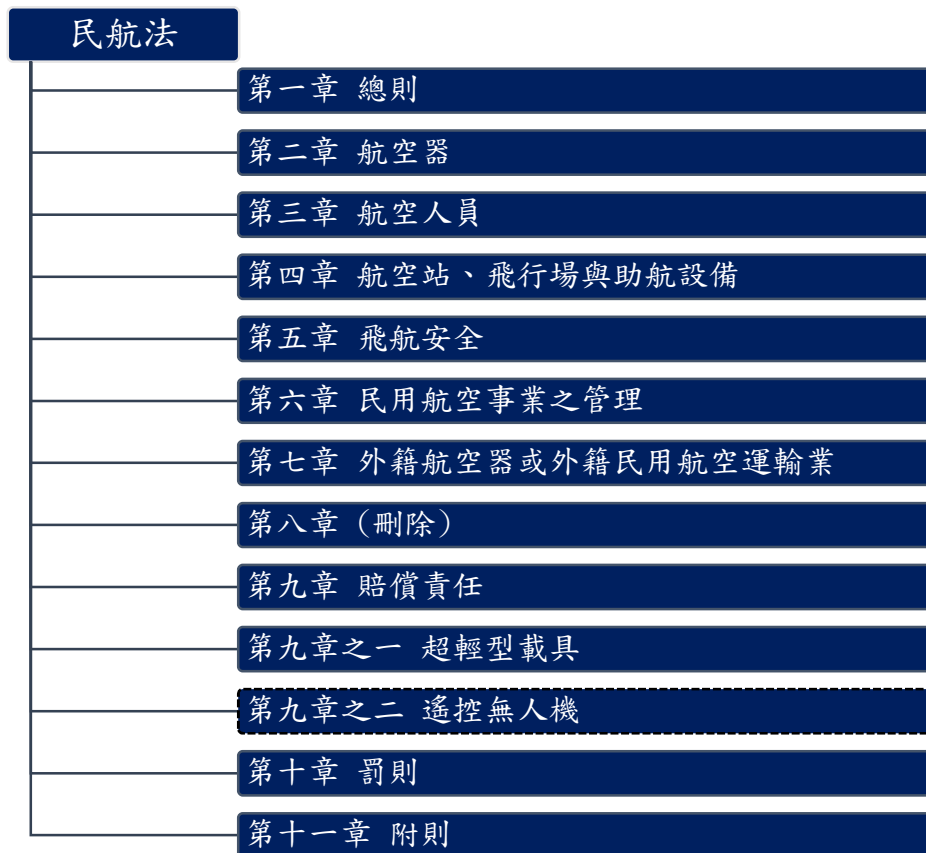 民航法
第一章 總則
第二章 航空器
第三章 航空人員
第四章 航空站、飛行場與助航設備
第五章 飛航安全
第六章 民用航空事業之管理
第七章 外籍航空器或外籍民用航空運輸業
第八章（刪除）
第九章 賠償責任
第九章之一 超輕型載具
第九章之二 遙控無人機
第十章 罰則
第十一章 附則